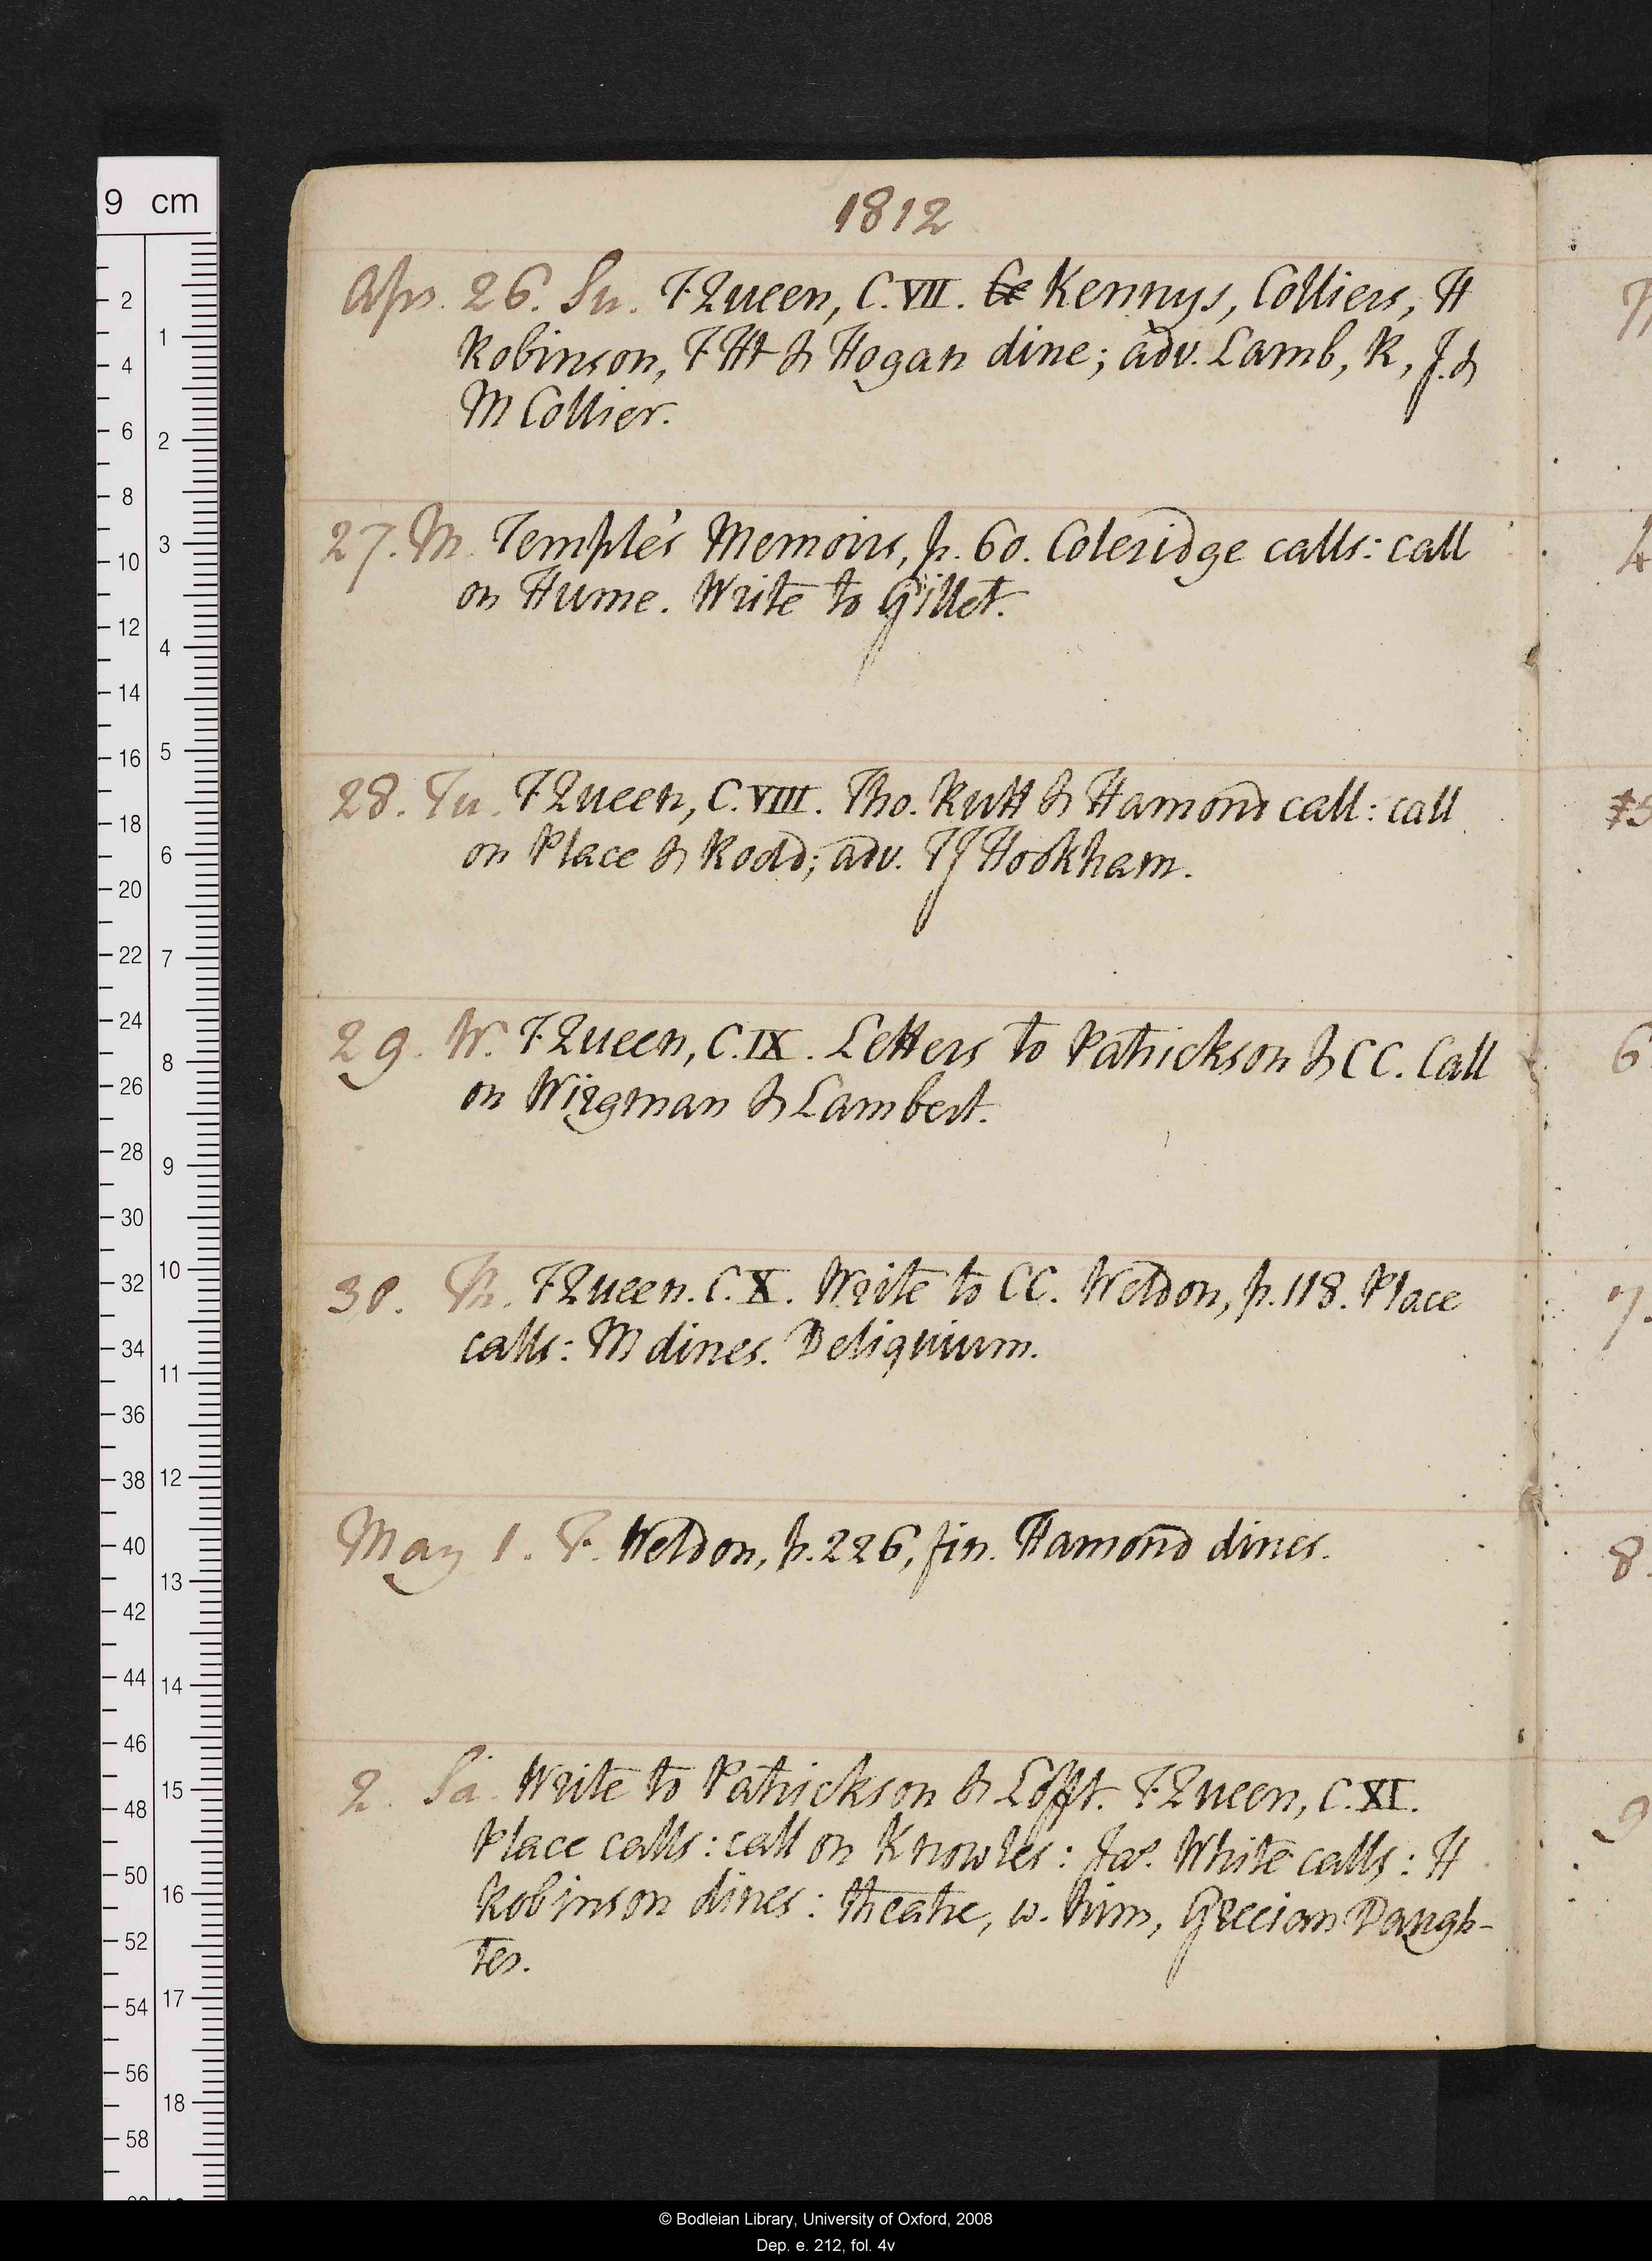 1812
Apr. 26. Su. F Queen, C. VII. Kennys, Colliers, H
Robinson, F Ht & Hogan dine; adv. Lamb, R, J. &
M Collier.
27. M. Temple's Memoirs, p. 60. Coleridge calls: call
on Hume. Write to Gillet.
28. Tu. F Queen, C. VIII. Tho. Rutt & Hamond call: call
on Place & Rodd; adv. T J Hookham.
29. W. F Queen, C. IX. Letters to Patrickson & CC. Call
on Wirgman & Lambert.
30. Th. F Queen. C. X. Write to CC. Weldon, p. 118. Place
calls: M dines. Deliquium.
May 1. F. Weldon, p. 226, fin. Hamond dines.
2. Sa. Write to Patrickson & Lofft. F Queen, C. XI.
Place calls: call on Knowles: Jas. White calls: H
Robinson dines: theatre, w. him, Grecian Daugh-
ter.
9 cm
2 4 6 8 10 12 14 16 18 20 22 24 26 28 30 32 34 36 38 40 42 44 46 48 50 52 54 56 58
1 2 3 4 5 6 7 8 9 10 11 12 13 14 15 16 17 18
6
7.
8.
9
© Bodleian Library, University of Oxford, 2008
Dep. e. 212, fol. 4v